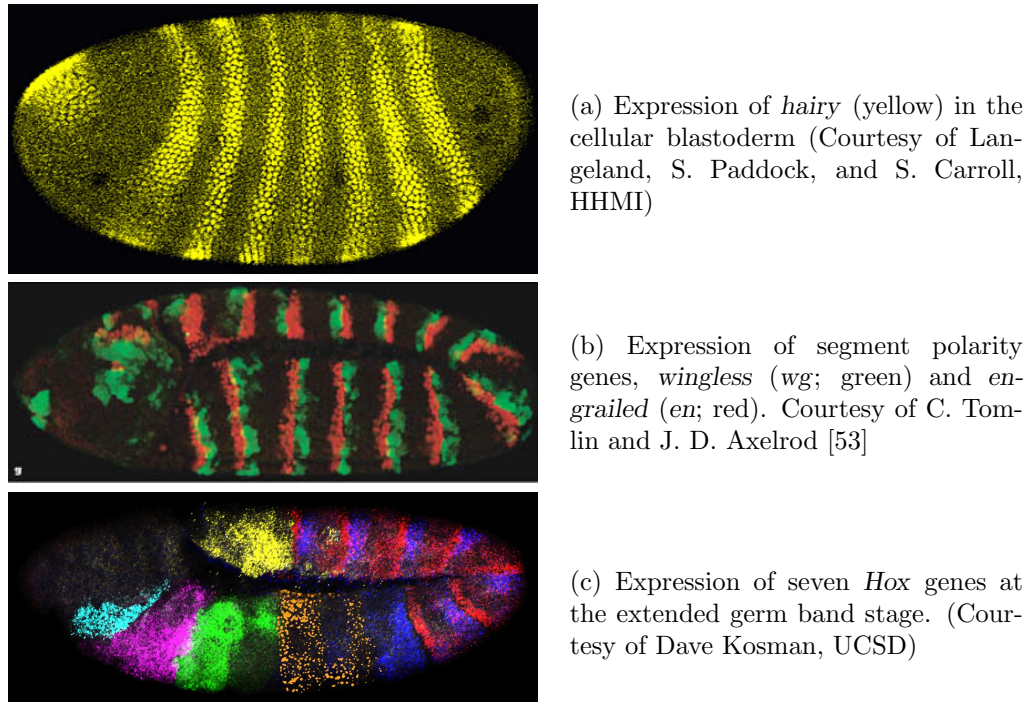 (a) Expression of hairy (yellow) in the
cellular blastoderm (Courtesy of Lan-
geland, S. Paddock, and S. Carroll,
HHMI)
(b) Expression of segment polarity
genes, wingless (wg; green) and en-
grailed (en; red). Courtesy of C. Tom-
lin and J. D. Axelrod [53]
(c) Expression of seven Hox genes at
the extended germ band stage. (Cour-
tesy of Dave Kosman, UCSD)